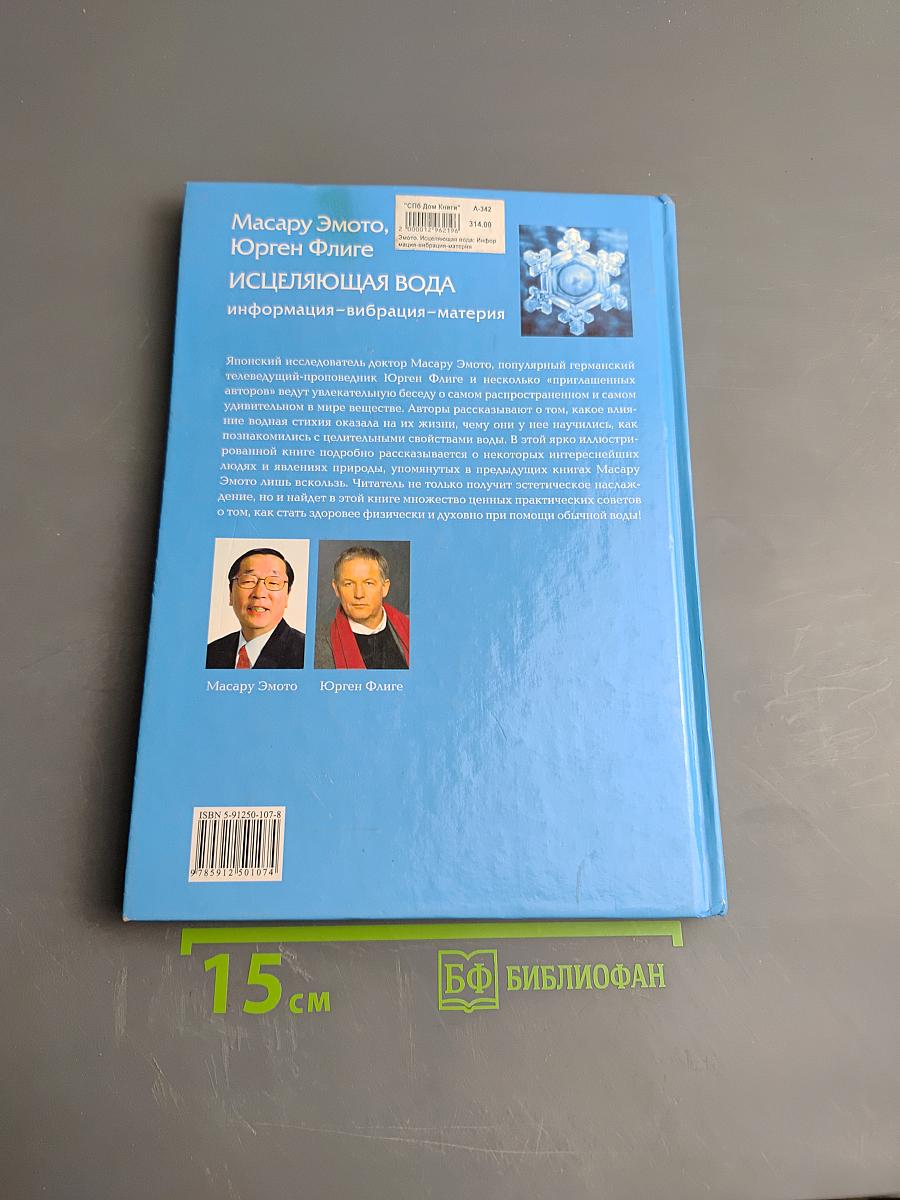 Масару Эмото,
Юрген Флиге
"СПб Дом Книги" А-342
314.00
2 000012 962196
Эмото. Исцеляющая вода: Инфор
мация-вибрация-материя
ИСЦЕЛЯЮЩАЯ ВОДА
информация–вибрация–материя
Японский исследователь доктор Масару Эмото, популярный германский
телеведущий-проповедник Юрген Флиге и несколько «приглашенных
авторов» ведут увлекательную беседу о самом распространенном и самом
удивительном в мире веществе. Авторы рассказывают о том, какое влия-
ние водная стихия оказала на их жизни, чему они у нее научились, как
познакомились с целительными свойствами воды. В этой ярко иллюстри-
рованной книге подробно рассказывается о некоторых интереснейших
людях и явлениях природы, упомянутых в предыдущих книгах Масару
Эмото лишь вскользь. Читатель не только получит эстетическое наслаж-
дение, но и найдет в этой книге множество ценных практических советов
о том, как стать здоровее физически и духовно при помощи обычной воды!
Масару Эмото Юрген Флиге
ISBN 5-91250-107-8
9 785912 501074
15 см
БФ БИБЛИОФАН